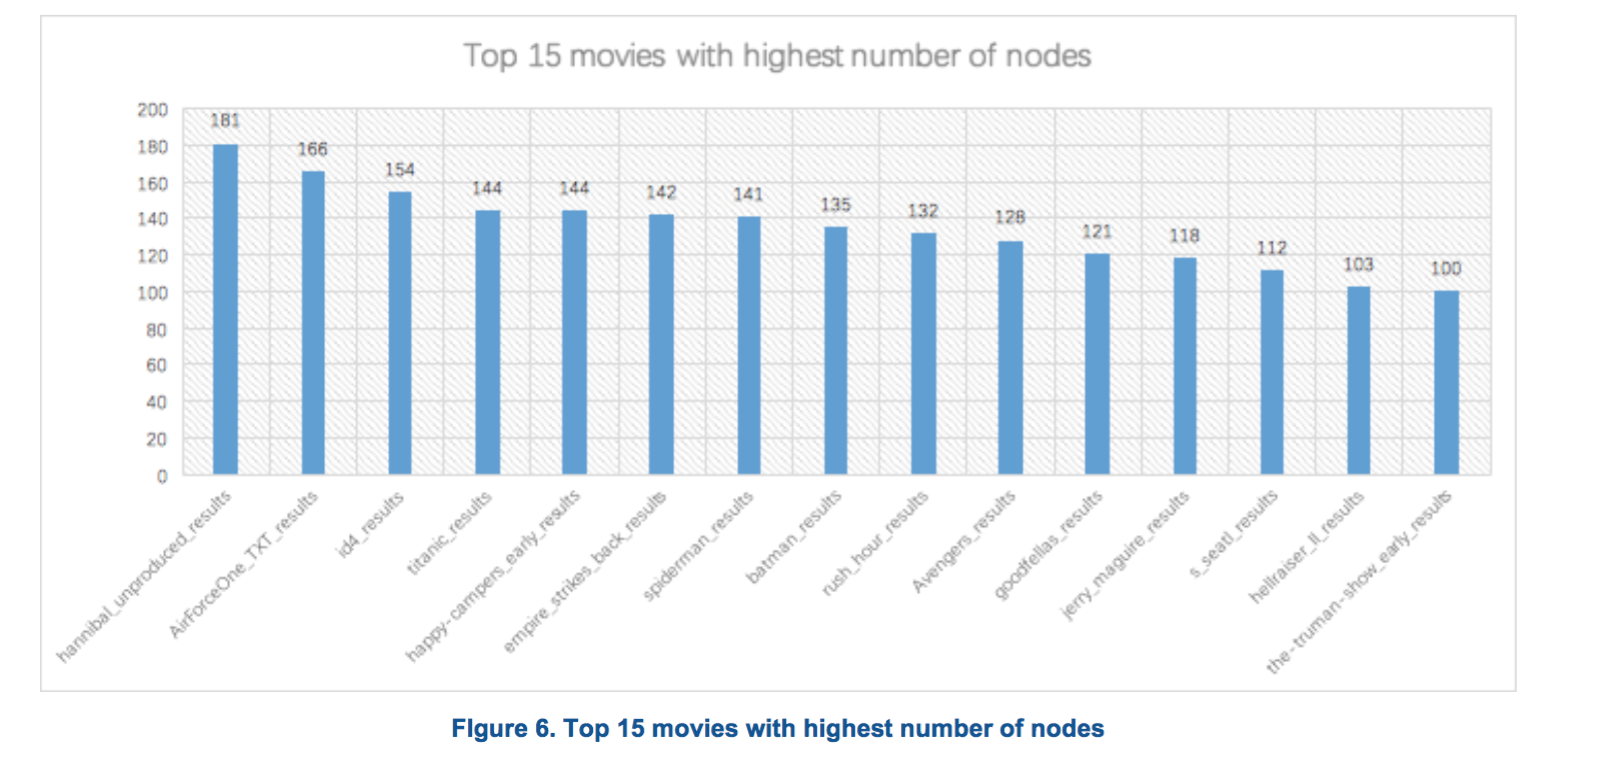 Top 15 movies with highest number of nodes
200
180
160
140
120
100
80
60
40
20
0
181
166
154
144
144
142
141
135
132
128
121
118
112
103
100
hannibal_unproduced_results
AirForceOne_TXT_results
id4_results
titanic_results
happy-campers_early_results
empire_strikes_back_results
spiderman_results
batman_results
rush_hour_results
Avengers_results
goodfellas_results
jerry_maguire_results
s_seatl_results
hellraiser_II_results
the-truman-show_early_results
FIgure 6. Top 15 movies with highest number of nodes